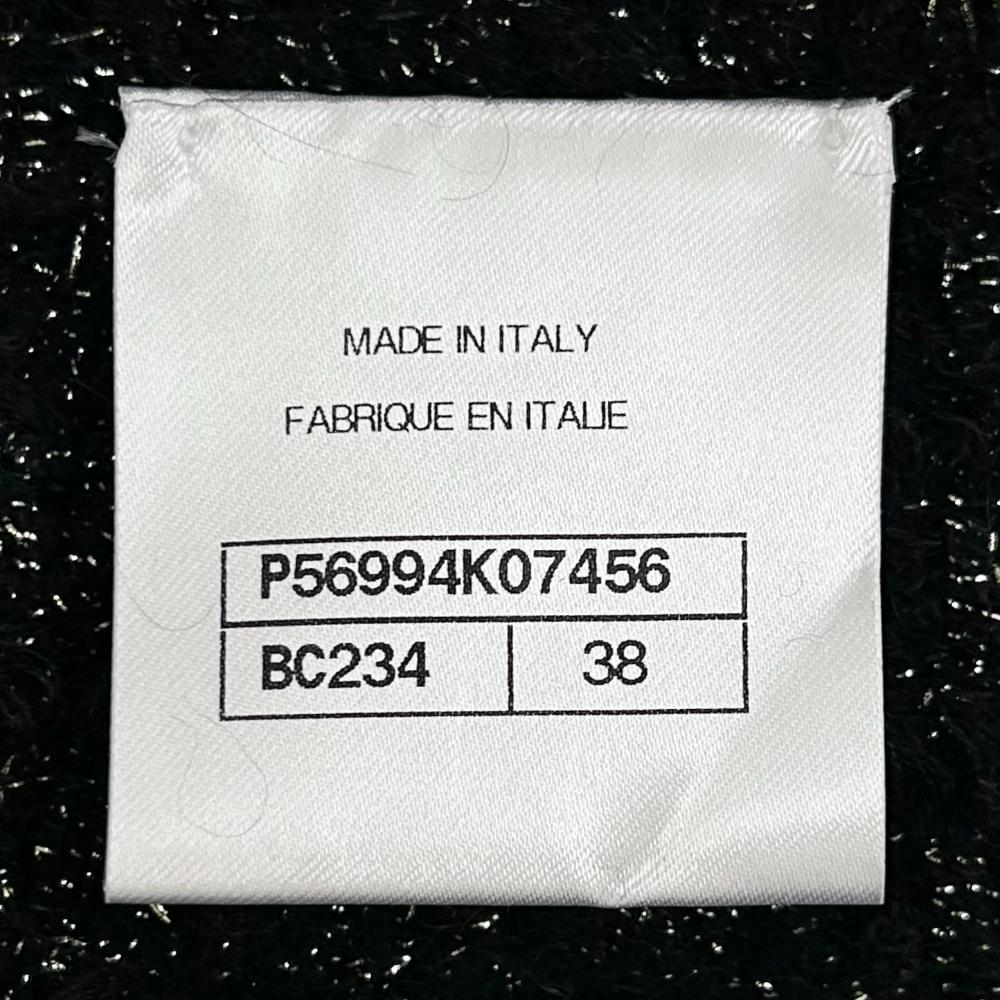 MADE IN ITALY
FABRIQUE EN ITALIE
P56994K07456
BC234 38